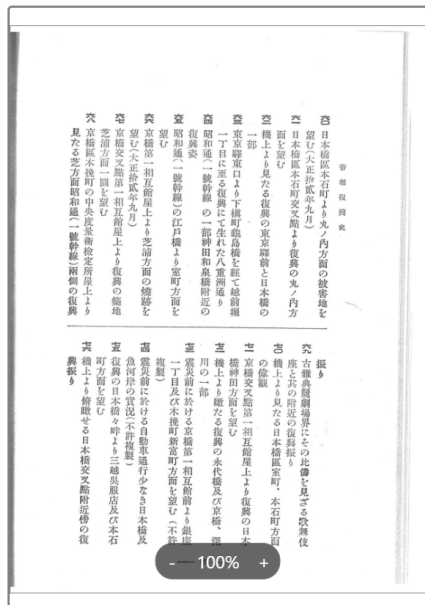 帝都復興史
六〇 日本橋區本石町より丸ノ内方面の被害地を
望む(大正拾貳年九月)
六一 日本橋區本石町交叉點より復興の丸ノ内方
面を望む
六二 機上より見たる復興の東京驛前と日本橋の
一部
六三 東京驛東口より下槇町龜島橋を經て越前堀
一丁目に至る復興にて生れた八重洲通り
六四 昭和通(一號幹線)の一部神田和泉橋附近の
復興姿
六五 昭和通(一號幹線)の江戸橋より室町方面を
望む
六六 京橋第一相互館屋上より芝浦方面の燒跡を
望む(大正拾貳年九月)
六七 京橋交叉點第一相互館屋上より復興の築地
芝浦方面一圓を望む
六八 京橋區木挽町の中央度量衡檢定所屋上より
見たる芝方面昭和通(一號幹線)兩側の復興
振り
六九 古雅典麗劇場界にその比儔を見ざる歌舞伎
座と其の附近の復興振り
七〇 機上より見たる日本橋區室町、本石町方面
の偉觀
七一 京橋交叉點第一相互館屋上より復興の日本
橋神田方面を望む
七二 機上より瞰たる復興の永代橋及び京橋、深
川の一部
七三 震災前に於ける京橋第一相互館前より銀座
一丁目及び木挽町新富町方面を望む(不許
複製)
七四 震災前に於ける自動車通行少なき日本橋及
魚河岸の實況(不許複製)
七五 復興の日本橋々畔より三越吳服店及び本石
町方面を望む
七六 機上より俯瞰せる日本橋交叉點附近傍の復
興振り
- 100% +